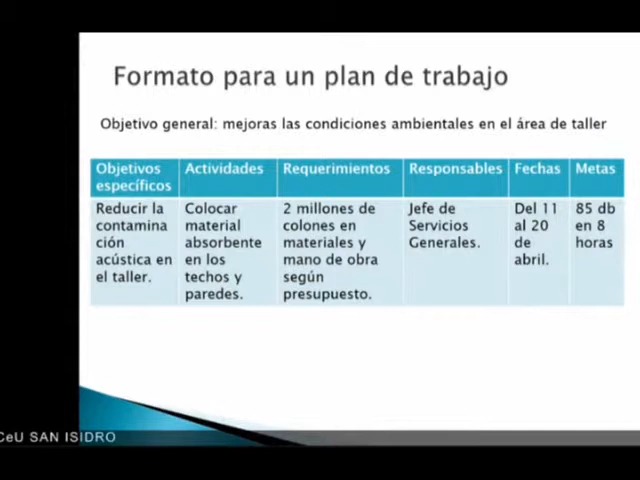 Formato para un plan de trabajo
Objetivo general: mejoras las condiciones ambientales en el área de taller
Objetivos específicos
Actividades
Requerimientos
Responsables
Fechas
Metas
Reducir la
contamina
ción
acústica en
el taller.
Colocar
material
absorbente
en los
techos y
paredes.
2 millones de
colones en
materiales y
mano de obra
según
presupuesto.
Jefe de
Servicios
Generales.
Del 11
al 20
de
abril.
85 db
en 8
horas
CeU SAN ISIDRO